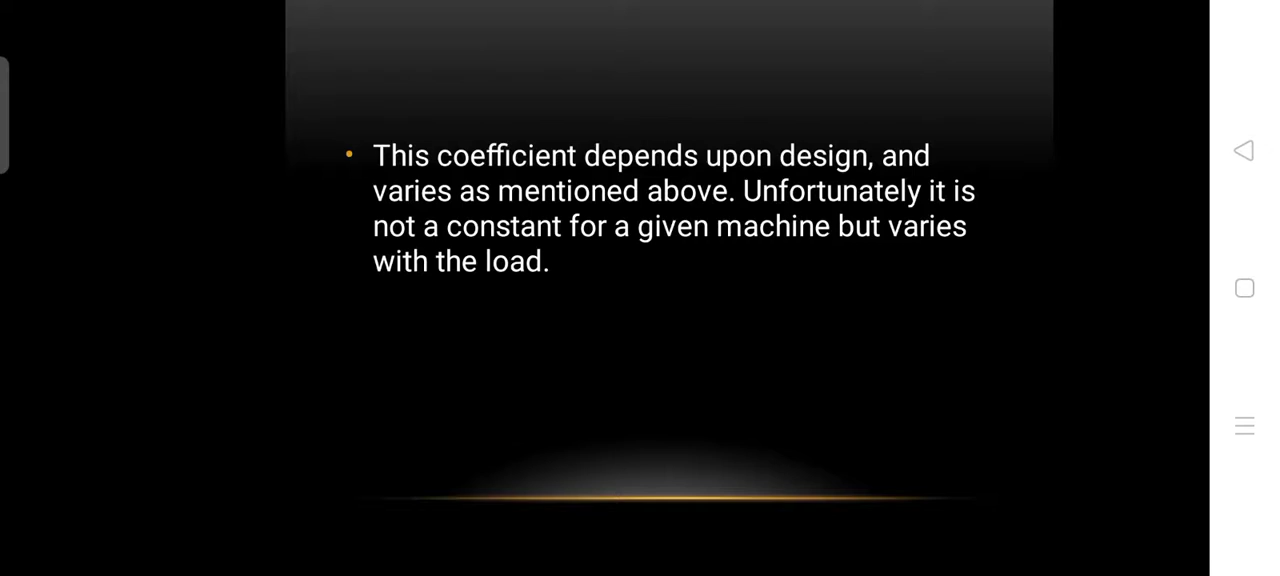 • This coefficient depends upon design, and
varies as mentioned above. Unfortunately it is
not a constant for a given machine but varies
with the load.